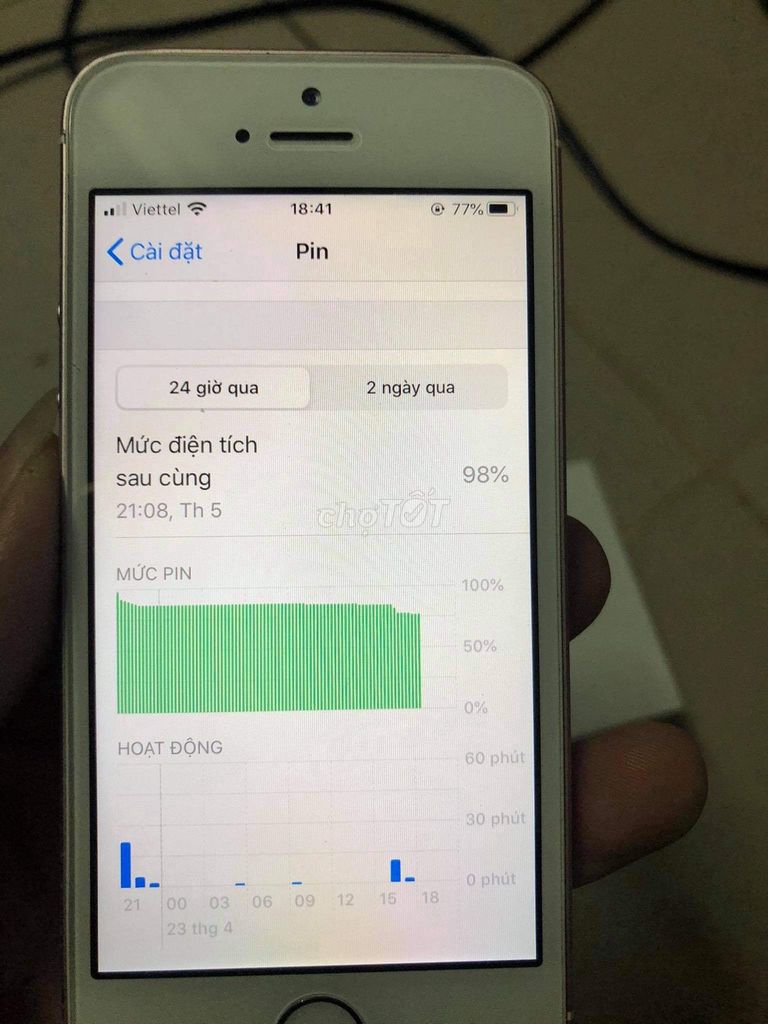 Viettel 18:41 77%
Cài đặt Pin
24 giờ qua 2 ngày qua
Mức điện tích
sau cùng 98%
21:08, Th 5
chợTỐT
MỨC PIN
100%
50%
0%
HOẠT ĐỘNG
60 phút
30 phút
0 phút
21 00 03 06 09 12 15 18
23 thg 4